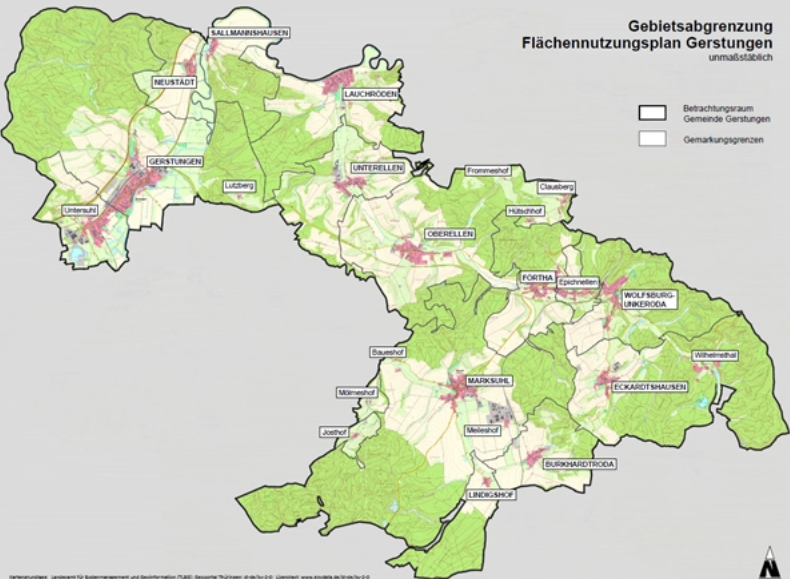 Gebietsabgrenzung
Flächennutzungsplan Gerstungen
unmaßstäblich
Betrachtungsraum
Gemeinde Gerstungen
Gemarkungsgrenzen
SALLMANNSHAUSEN
NEUSTÄDT
LAUCHRÖDEN
GERSTUNGEN
UNTERELLEN
Frommeshof
Lutzberg
Clausberg
Untersuhl
Hütschhof
OBERELLEN
FÖRTHA
Epichnellen
WOLFSBURG-
UNKERODA
Baueshof
Wilhelmsthal
MARKSUHL
ECKARDTSHAUSEN
Mölmeshof
Meileshof
Josthof
BURKHARDTRODA
LINDIGSHOF
N